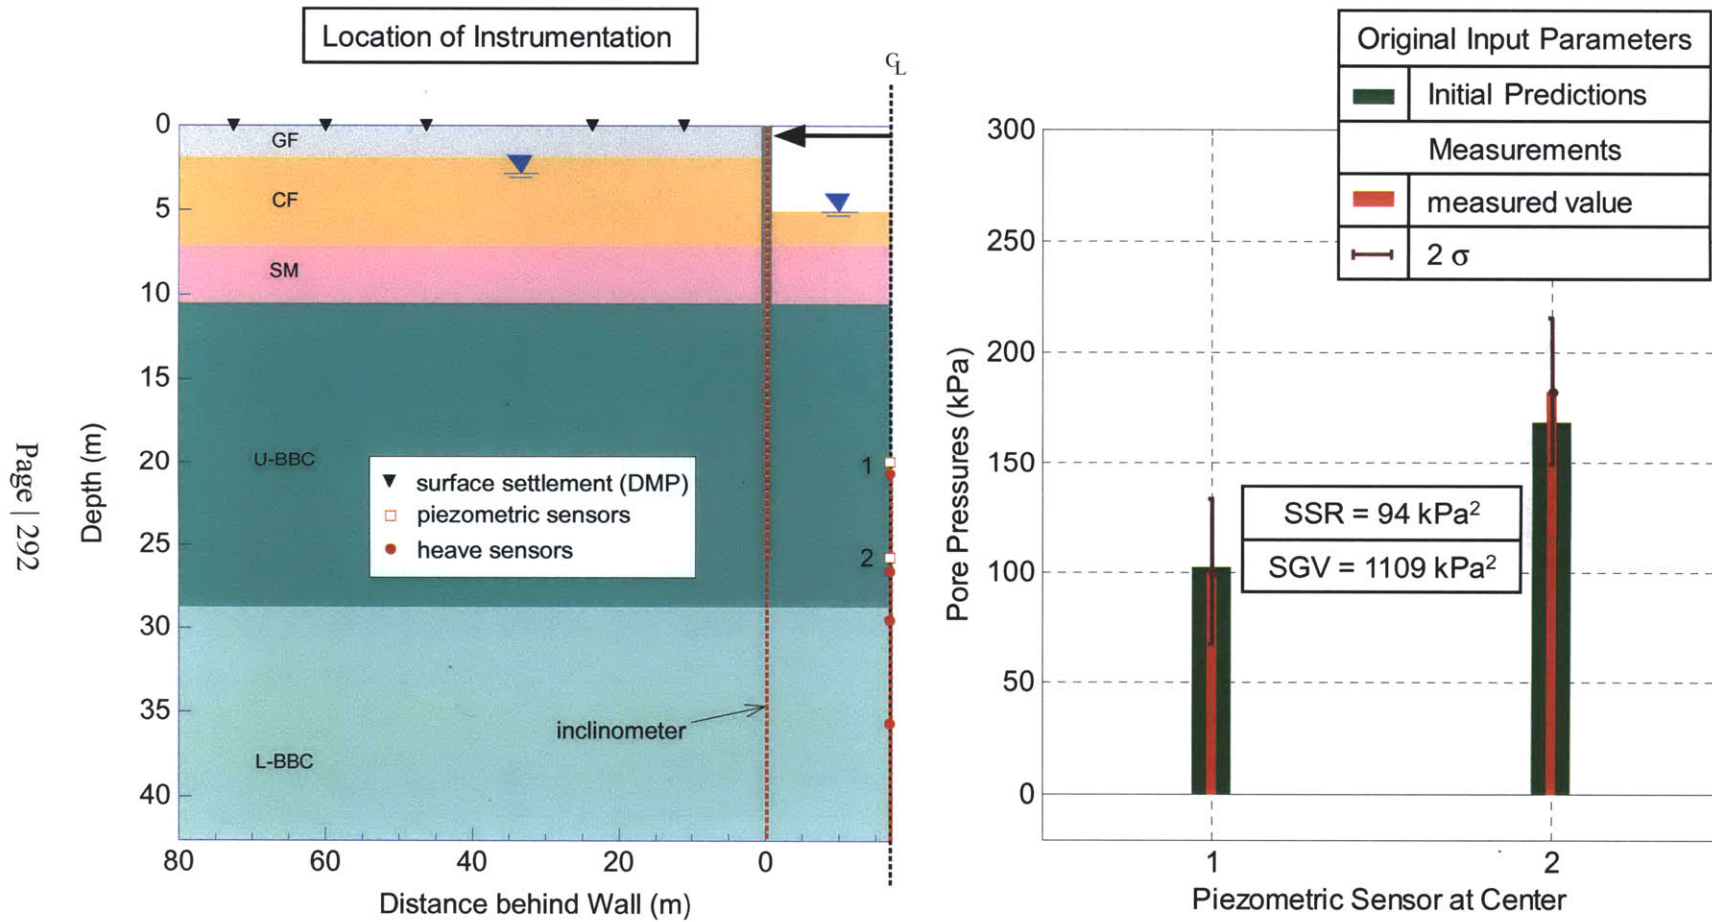 Location of Instrumentation
CL
0
5
10
15
20
25
30
35
40
Depth (m)
GF
CF
SM
U-BBC
L-BBC
surface settlement (DMP)
piezometric sensors
heave sensors
1
2
inclinometer
80
60
40
20
0
Distance behind Wall (m)
Page | 292
Original Input Parameters
Initial Predictions
Measurements
measured value
2 σ
300
250
200
150
100
50
0
Pore Pressures (kPa)
SSR = 94 kPa²
SGV = 1109 kPa²
1
2
Piezometric Sensor at Center